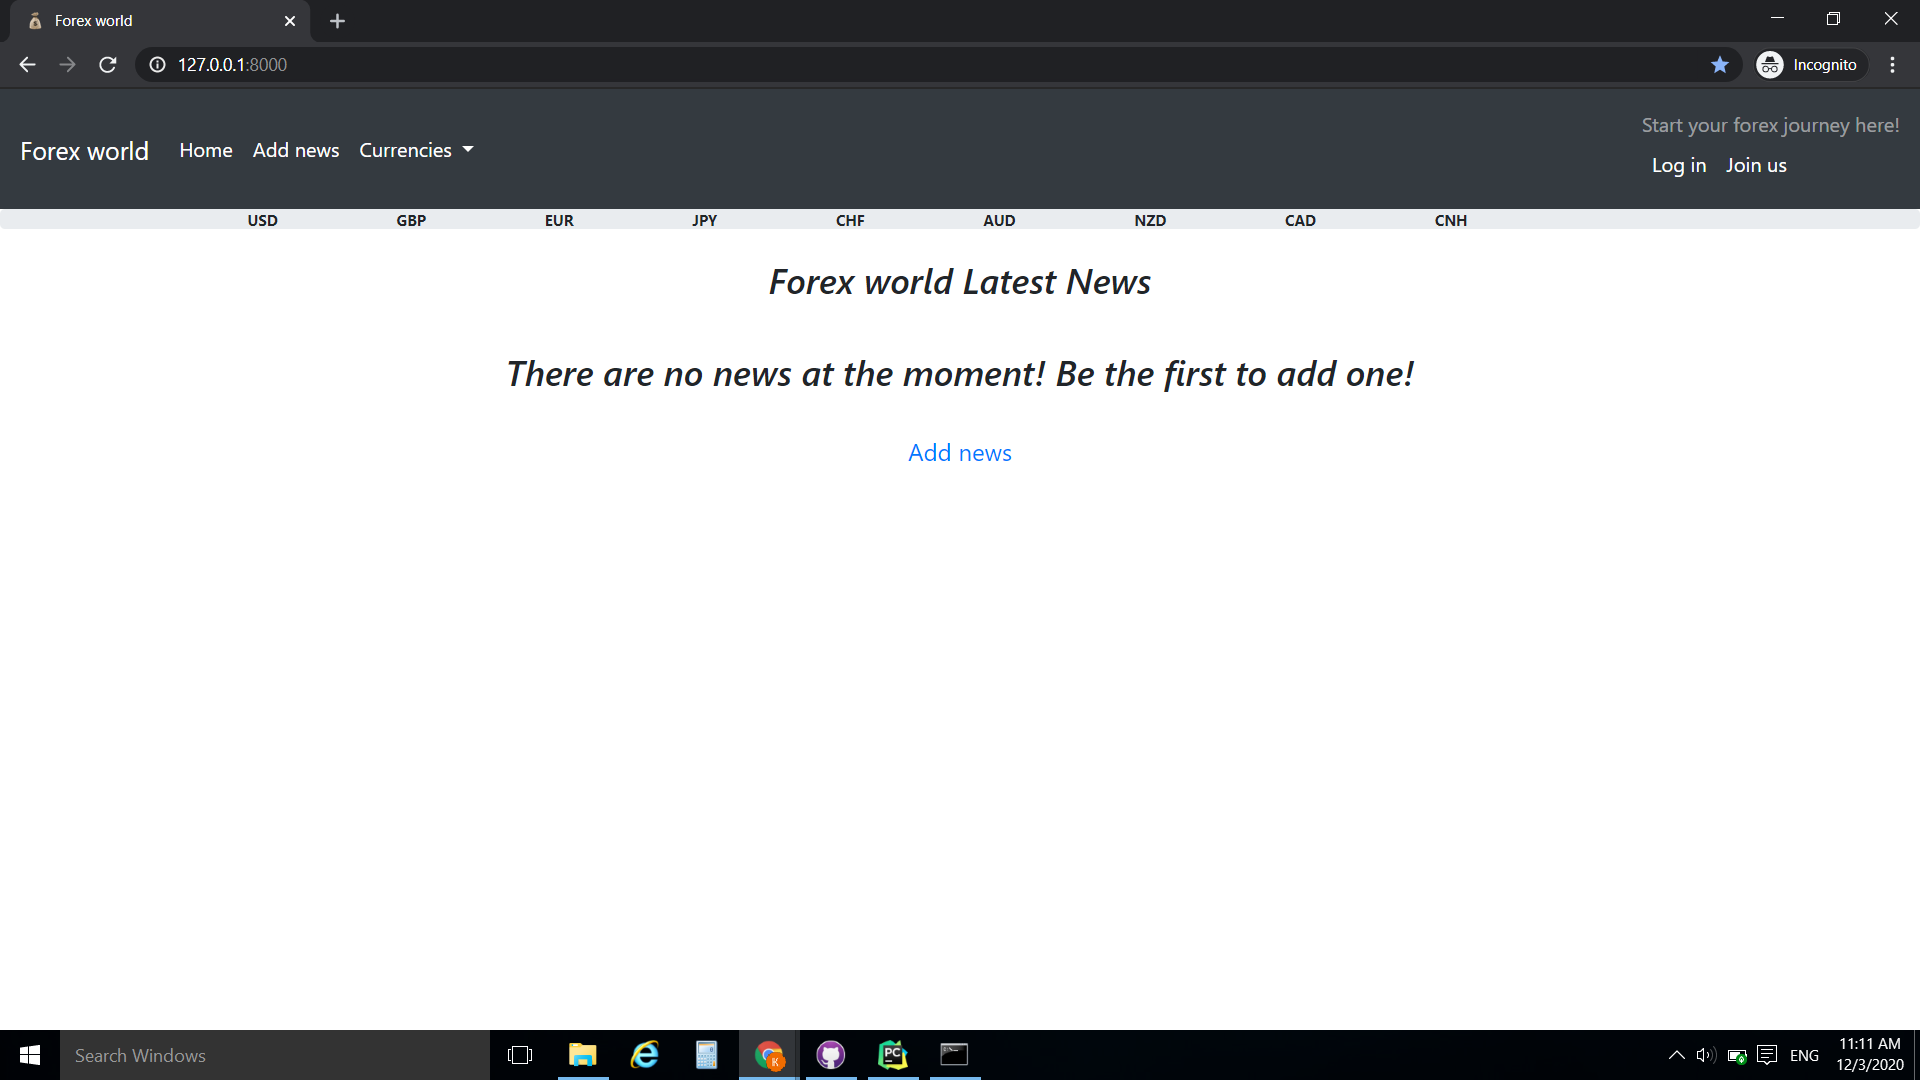 Forex world
127.0.0.1:8000
Incognito
Start your forex journey here!
Forex world Home Add news Currencies
Log in Join us
USD GBP EUR JPY CHF AUD NZD CAD CNH
Forex world Latest News
There are no news at the moment! Be the first to add one!
Add news
Search Windows
K
PC
ENG
11:11 AM
12/3/2020